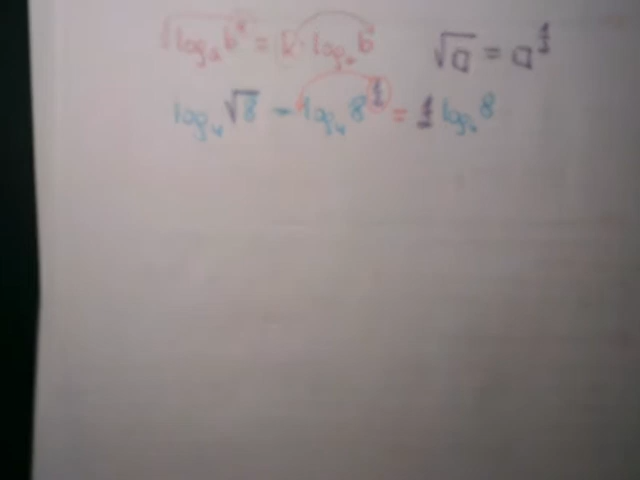 log_a b^k = k · log_a b   √a = a^½
log_4 √8 = log_4 8^½ = ½ log_4 8